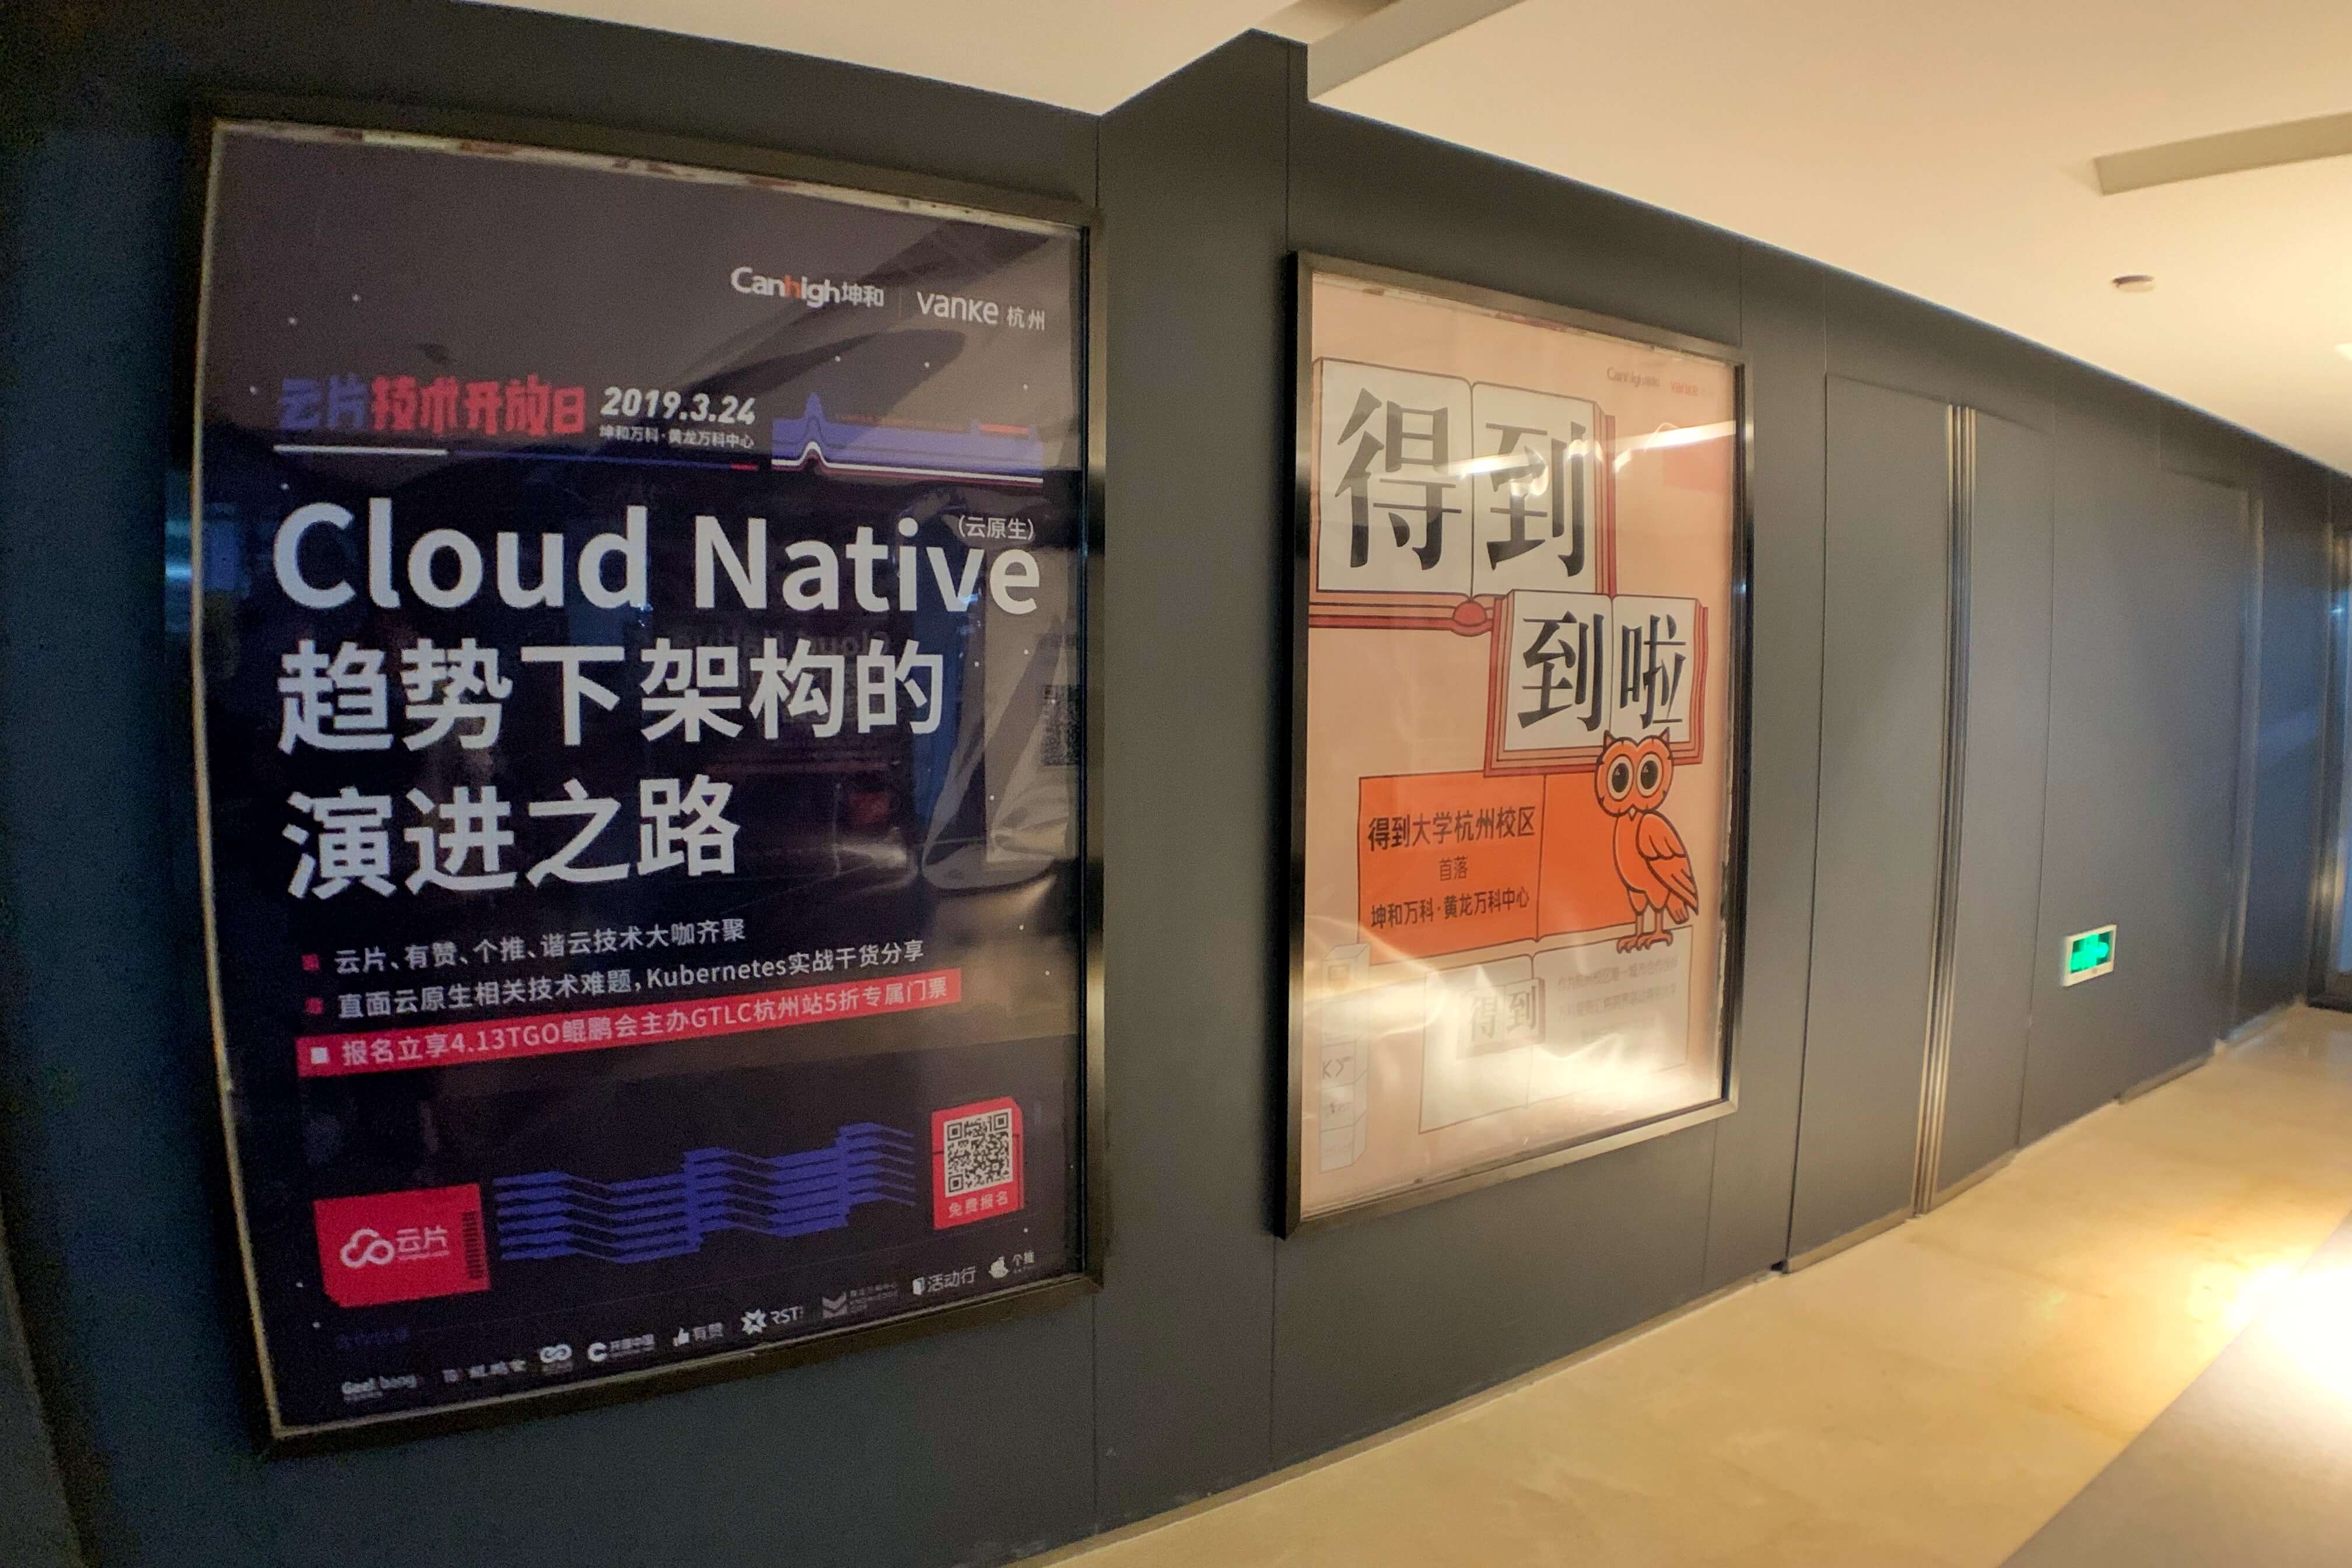 Canhigh坤和 | vanke 杭州
云片技术开放日 2019.3.24
坤和万科·黄龙万科中心
Cloud Native
(云原生)
趋势下架构的
演进之路
云片、有赞、个推、谐云技术大咖齐聚
直面云原生相关技术难题,Kubernetes实战干货分享
报名立享4.13TGO鲲鹏会主办GTLC杭州站5折专属门票
免费报名
云片
有赞
RST
活动行
个推
得到
到啦
得到大学杭州校区
首落
坤和万科·黄龙万科中心
得到